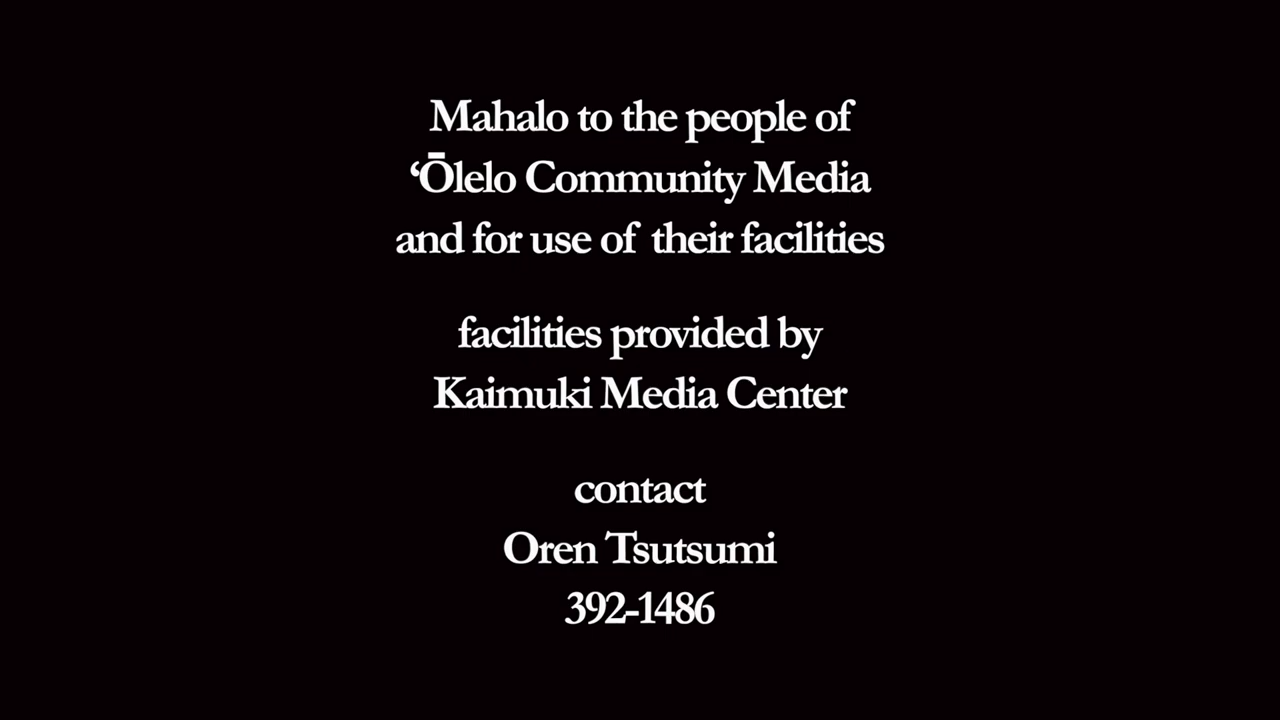 Mahalo to the people of
‘Ōlelo Community Media
and for use of their facilities
facilities provided by
Kaimuki Media Center
contact
Oren Tsutsumi
392-1486